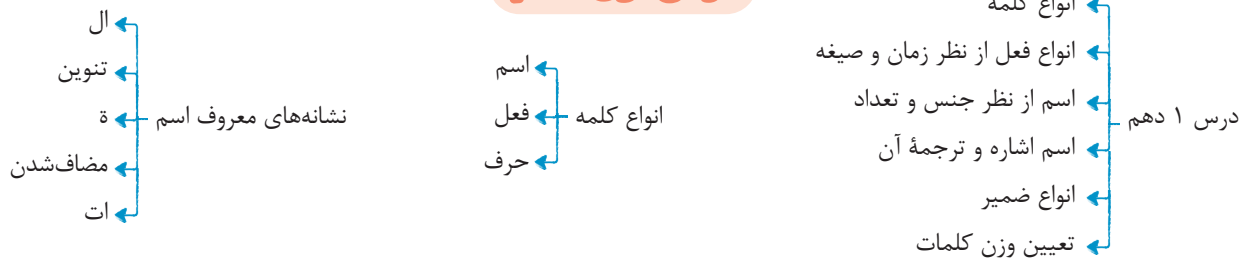 انواع کلمه
انواع فعل از نظر زمان و صیغه
اسم از نظر جنس و تعداد
درس ۱ دهم
اسم اشاره و ترجمۀ آن
انواع ضمیر
تعیین وزن کلمات
اسم
انواع کلمه
فعل
حرف
ال
تنوین
نشانه‌های معروف اسم
ة
مضاف‌شدن
ات